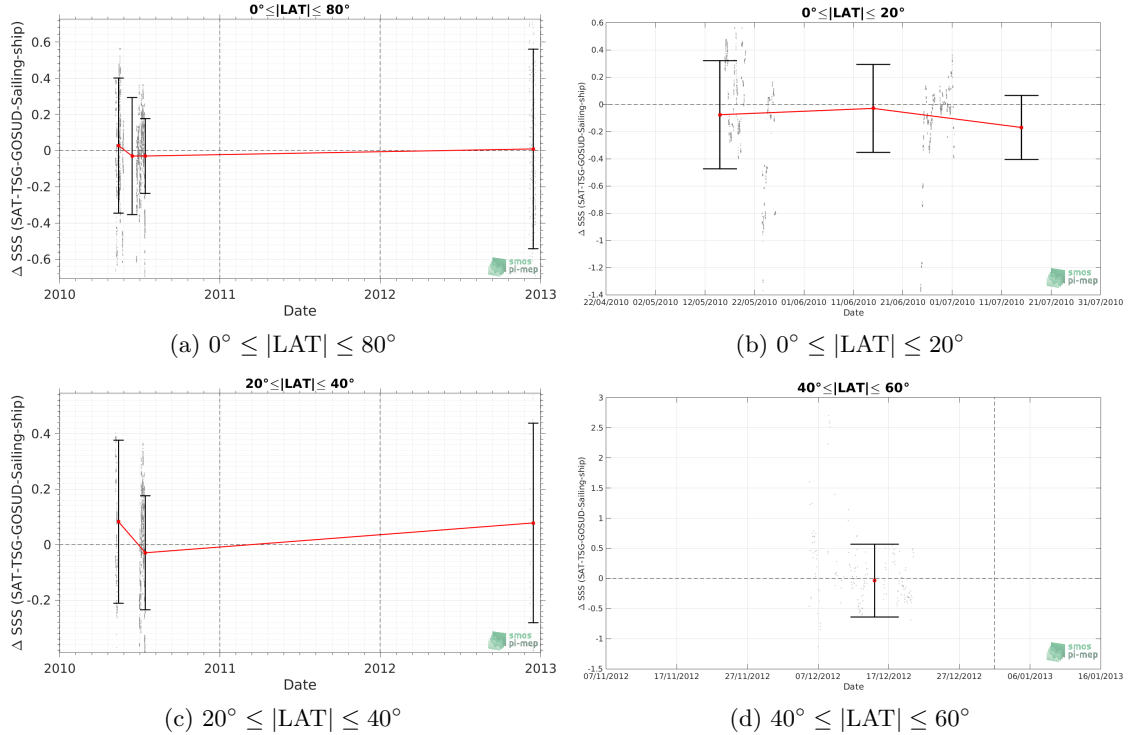 0°≤|LAT|≤ 80°
Δ SSS (SAT-TSG-GOSUD-Sailing-ship)
0.6
0.4
0.2
0
-0.2
-0.4
-0.6
2010
2011
2012
2013
Date
smos
pi-mep
(a) 0° ≤ |LAT| ≤ 80°
0°≤|LAT|≤ 20°
Δ SSS (SAT-TSG-GOSUD-Sailing-ship)
0.6
0.4
0.2
0
-0.2
-0.4
-0.6
-0.8
-1
-1.2
-1.4
22/04/2010
02/05/2010
12/05/2010
22/05/2010
01/06/2010
11/06/2010
21/06/2010
01/07/2010
11/07/2010
21/07/2010
31/07/2010
Date
smos
pi-mep
(b) 0° ≤ |LAT| ≤ 20°
20°≤|LAT|≤ 40°
Δ SSS (SAT-TSG-GOSUD-Sailing-ship)
0.4
0.2
0
-0.2
2010
2011
2012
2013
Date
smos
pi-mep
(c) 20° ≤ |LAT| ≤ 40°
40°≤|LAT|≤ 60°
Δ SSS (SAT-TSG-GOSUD-Sailing-ship)
3
2.5
2
1.5
1
0.5
0
-0.5
-1
-1.5
07/11/2012
17/11/2012
27/11/2012
07/12/2012
17/12/2012
27/12/2012
06/01/2013
16/01/2013
Date
smos
pi-mep
(d) 40° ≤ |LAT| ≤ 60°